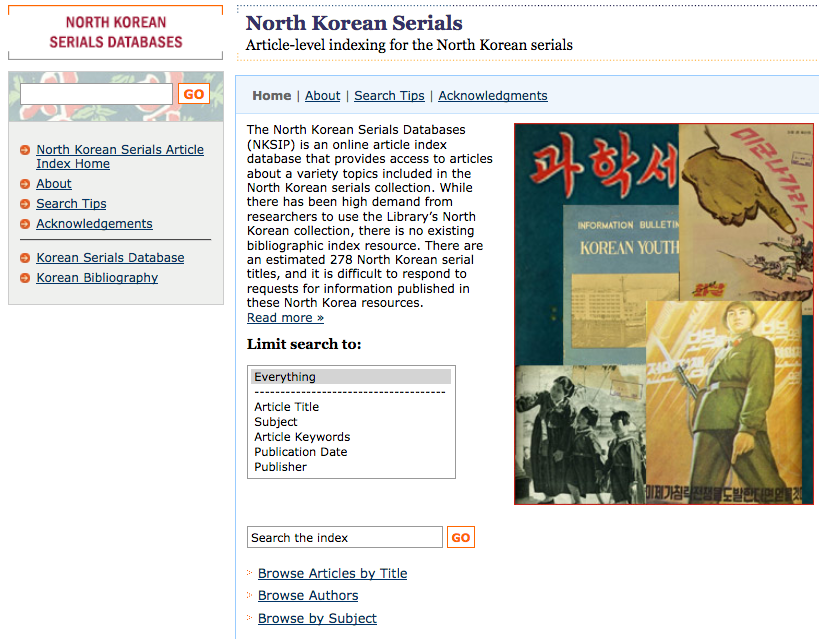 NORTH KOREAN
SERIALS DATABASES
North Korean Serials
Article-level indexing for the North Korean serials
GO
North Korean Serials Article
Index Home
About
Search Tips
Acknowledgements
Korean Serials Database
Korean Bibliography
Home | About | Search Tips | Acknowledgments
The North Korean Serials Databases
(NKSIP) is an online article index
database that provides access to articles
about a variety topics included in the
North Korean serials collection. While
there has been high demand from
researchers to use the Library's North
Korean collection, there is no existing
bibliographic index resource. There are
an estimated 278 North Korean serial
titles, and it is difficult to respond to
requests for information published in
these North Korea resources.
Read more »
Limit search to:
Everything
-------------------------------------
Article Title
Subject
Article Keywords
Publication Date
Publisher
Search the index
GO
Browse Articles by Title
Browse Authors
Browse by Subject
과학세
미군나가라
INFORMATION BULLETIN
KOREAN YOUTH